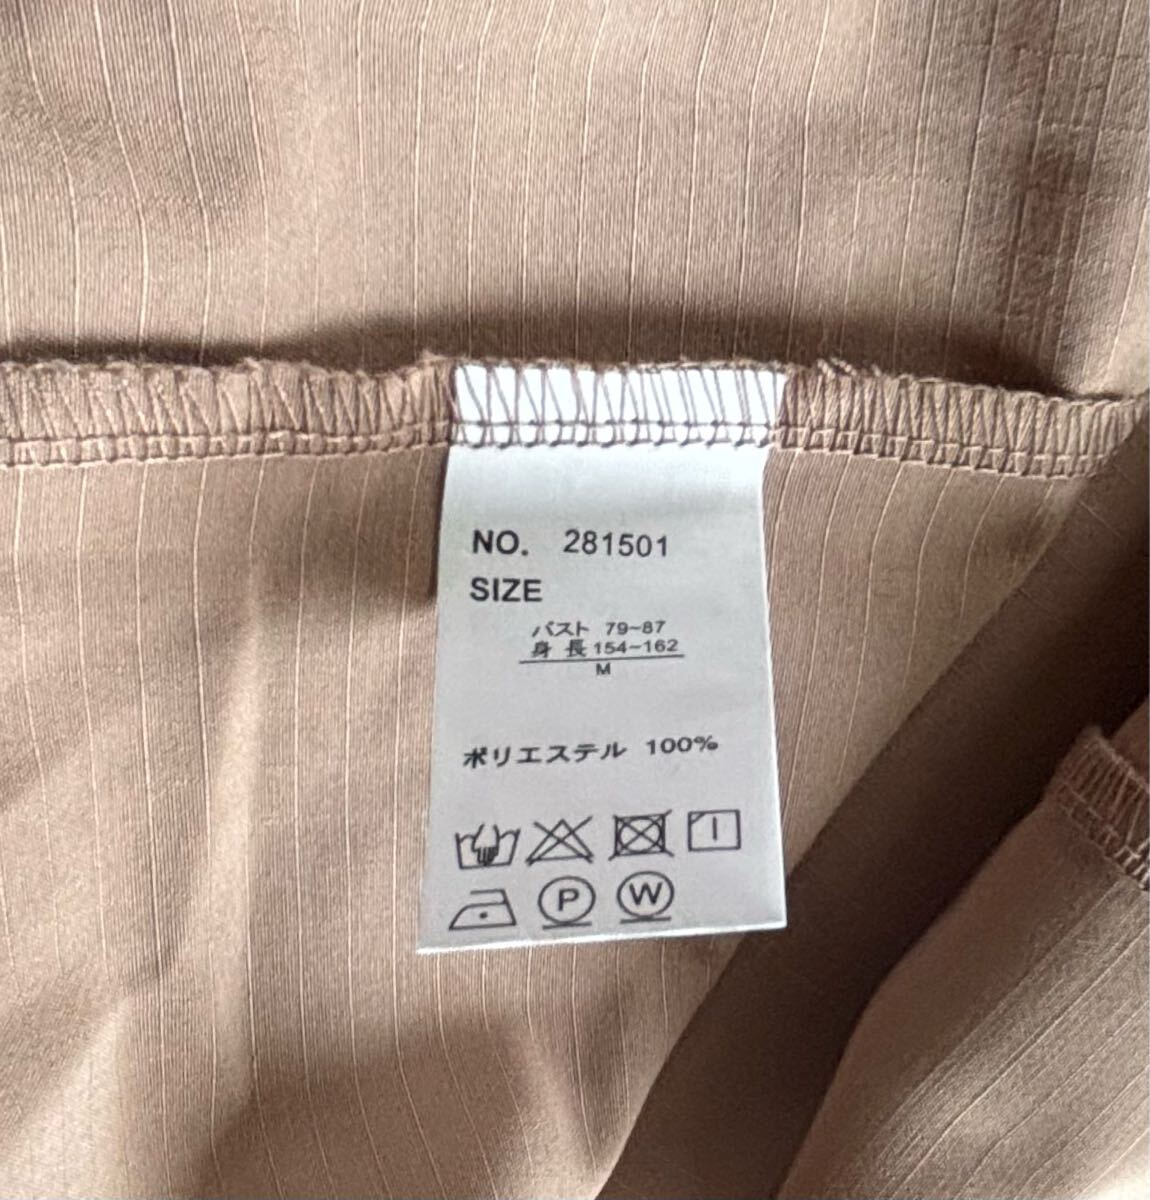 NO. 281501
SIZE
バスト 79~87
身 長 154~162
M
ポリエステル 100%
P W